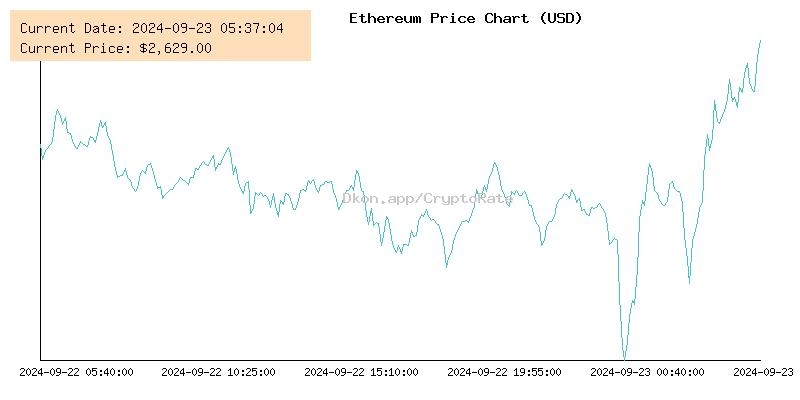 Ethereum Price Chart (USD)
Current Date: 2024-09-23 05:37:04
Current Price: $2,629.00
Dkon.app/CryptoRate
2024-09-22 05:40:00
2024-09-22 10:25:00
2024-09-22 15:10:00
2024-09-22 19:55:00
2024-09-23 00:40:00
2024-09-23